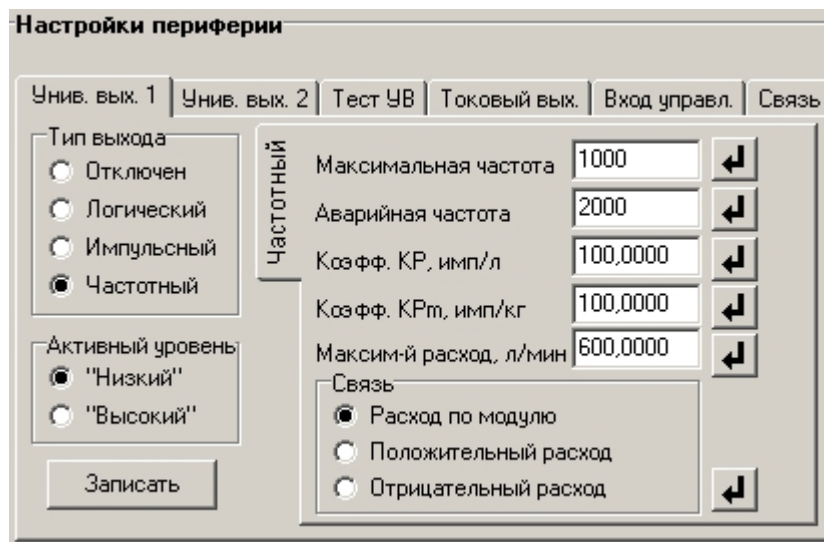 Настройки периферии
Унив. вых. 1 Унив. вых. 2 Тест УВ Токовый вых. Вход управл. Связь
Тип выхода
Отключен
Логический
Импульсный
Частотный
Активный уровень
"Низкий"
"Высокий"
Записать
Частотный
Максимальная частота 1000
Аварийная частота 2000
Коэфф. КР, имп/л 100,0000
Коэфф. КРm, имп/кг 100,0000
Максим-й расход, л/мин 600,0000
Связь
Расход по модулю
Положительный расход
Отрицательный расход